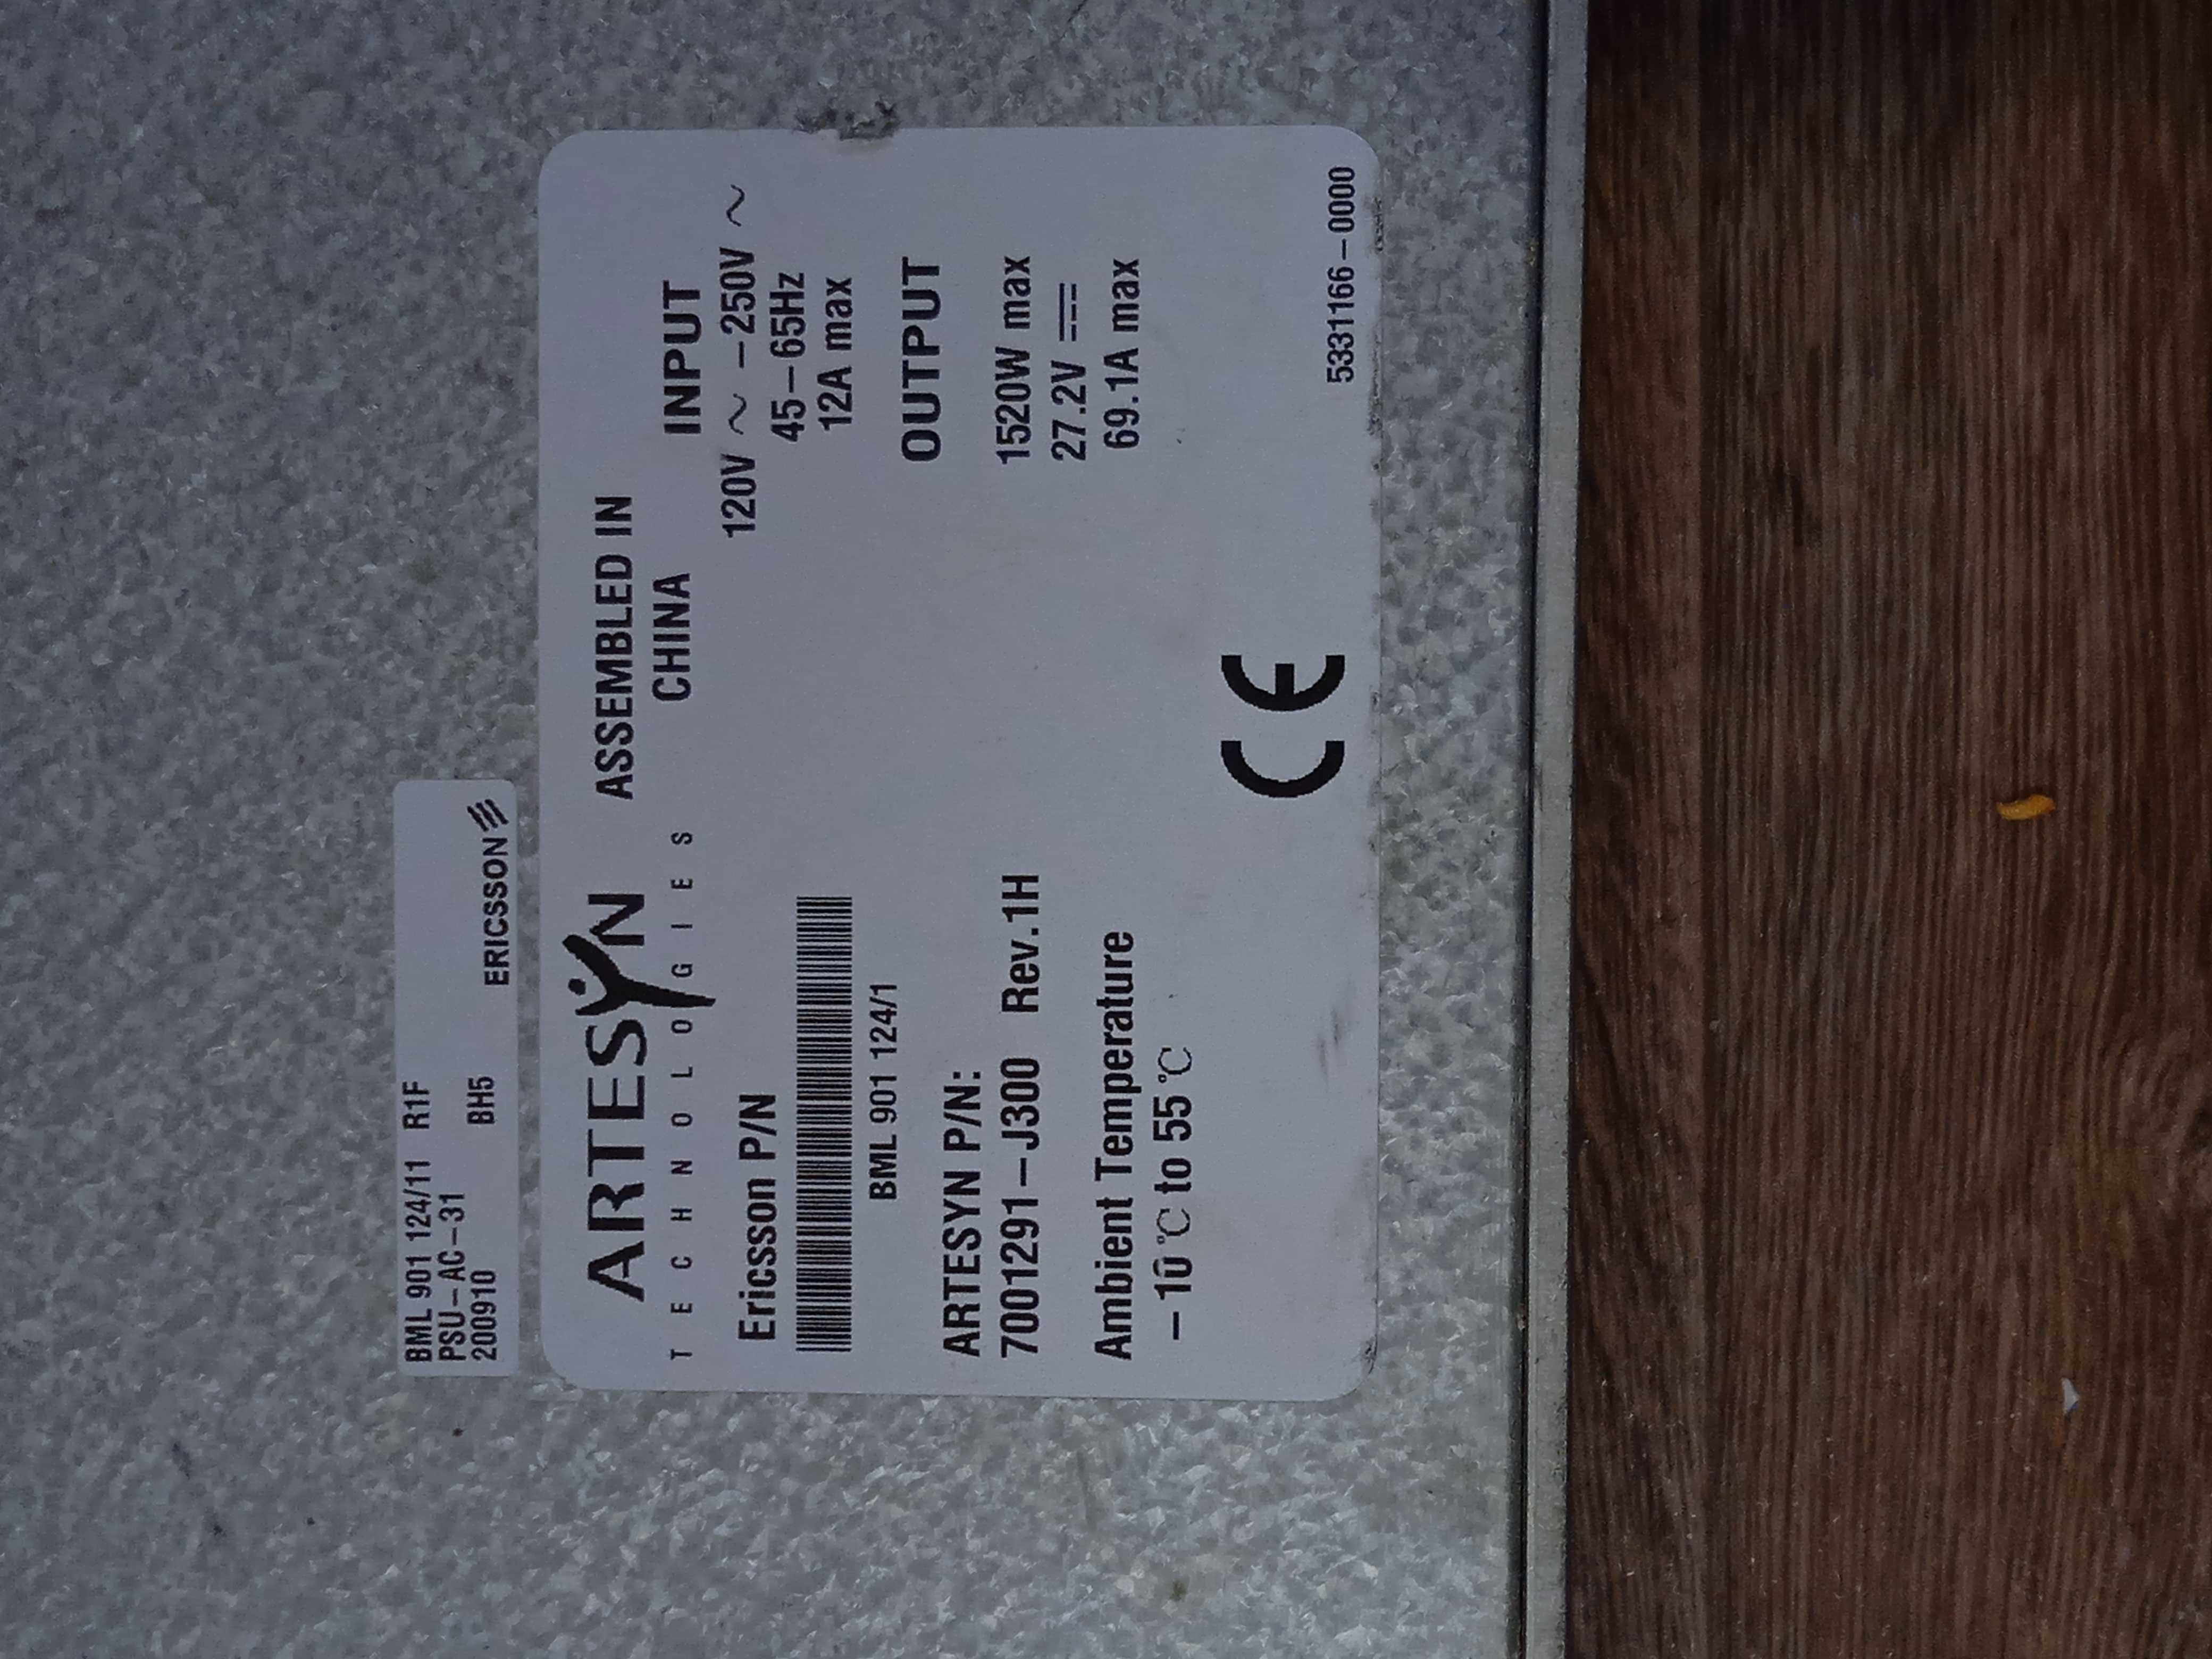 BML 901 124/11 R1F
PSU-AC-31
200910 BH5 ERICSSON
ARTESYN ASSEMBLED IN
TECHNOLOGIES CHINA
INPUT
120V ~ -250V ~
45-65Hz
12A max
Ericsson P/N
BML 901 124/1
OUTPUT
1520W max
27.2V ⎓
69.1A max
ARTESYN P/N:
7001291-J300 Rev.1H
Ambient Temperature
-10℃ to 55℃
CE
5331166-0000